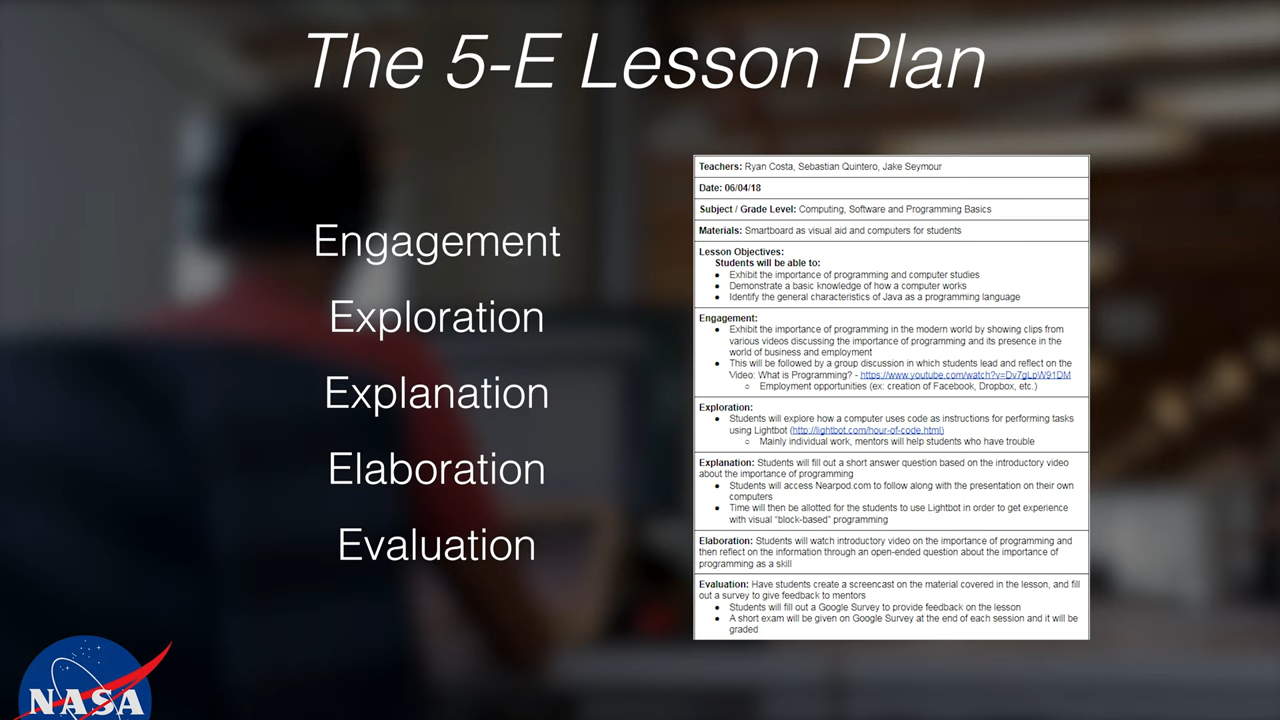 The 5-E Lesson Plan
Engagement
Exploration
Explanation
Elaboration
Evaluation
Teachers: Ryan Costa, Sebastian Quintero, Jake Seymour
Date: 06/04/18
Subject / Grade Level: Computing, Software and Programming Basics
Materials: Smartboard as visual aid and computers for students
Lesson Objectives:
Students will be able to:
● Exhibit the importance of programming and computer studies
● Demonstrate a basic knowledge of how a computer works
● Identify the general characteristics of Java as a programming language
Engagement:
● Exhibit the importance of programming in the modern world by showing clips from
various videos discussing the importance of programming and its presence in the
world of business and employment
● This will be followed by a group discussion in which students lead and reflect on the
Video: What is Programming? - https://www.youtube.com/watch?v=Dv7gLpW91DM
○ Employment opportunities (ex: creation of Facebook, Dropbox, etc.)
Exploration:
● Students will explore how a computer uses code as instructions for performing tasks
using Lightbot (http://lightbot.com/hour-of-code.html)
○ Mainly individual work, mentors will help students who have trouble
Explanation: Students will fill out a short answer question based on the introductory video
about the importance of programming
● Students will access Nearpod.com to follow along with the presentation on their own
computers
● Time will then be allotted for the students to use Lightbot in order to get experience
with visual “block-based” programming
Elaboration: Students will watch introductory video on the importance of programming and
then reflect on the information through an open-ended question about the importance of
programming as a skill
Evaluation: Have students create a screencast on the material covered in the lesson, and fill
out a survey to give feedback to mentors
● Students will fill out a Google Survey to provide feedback on the lesson
● A short exam will be given on Google Survey at the end of each session and it will be
graded
NASA